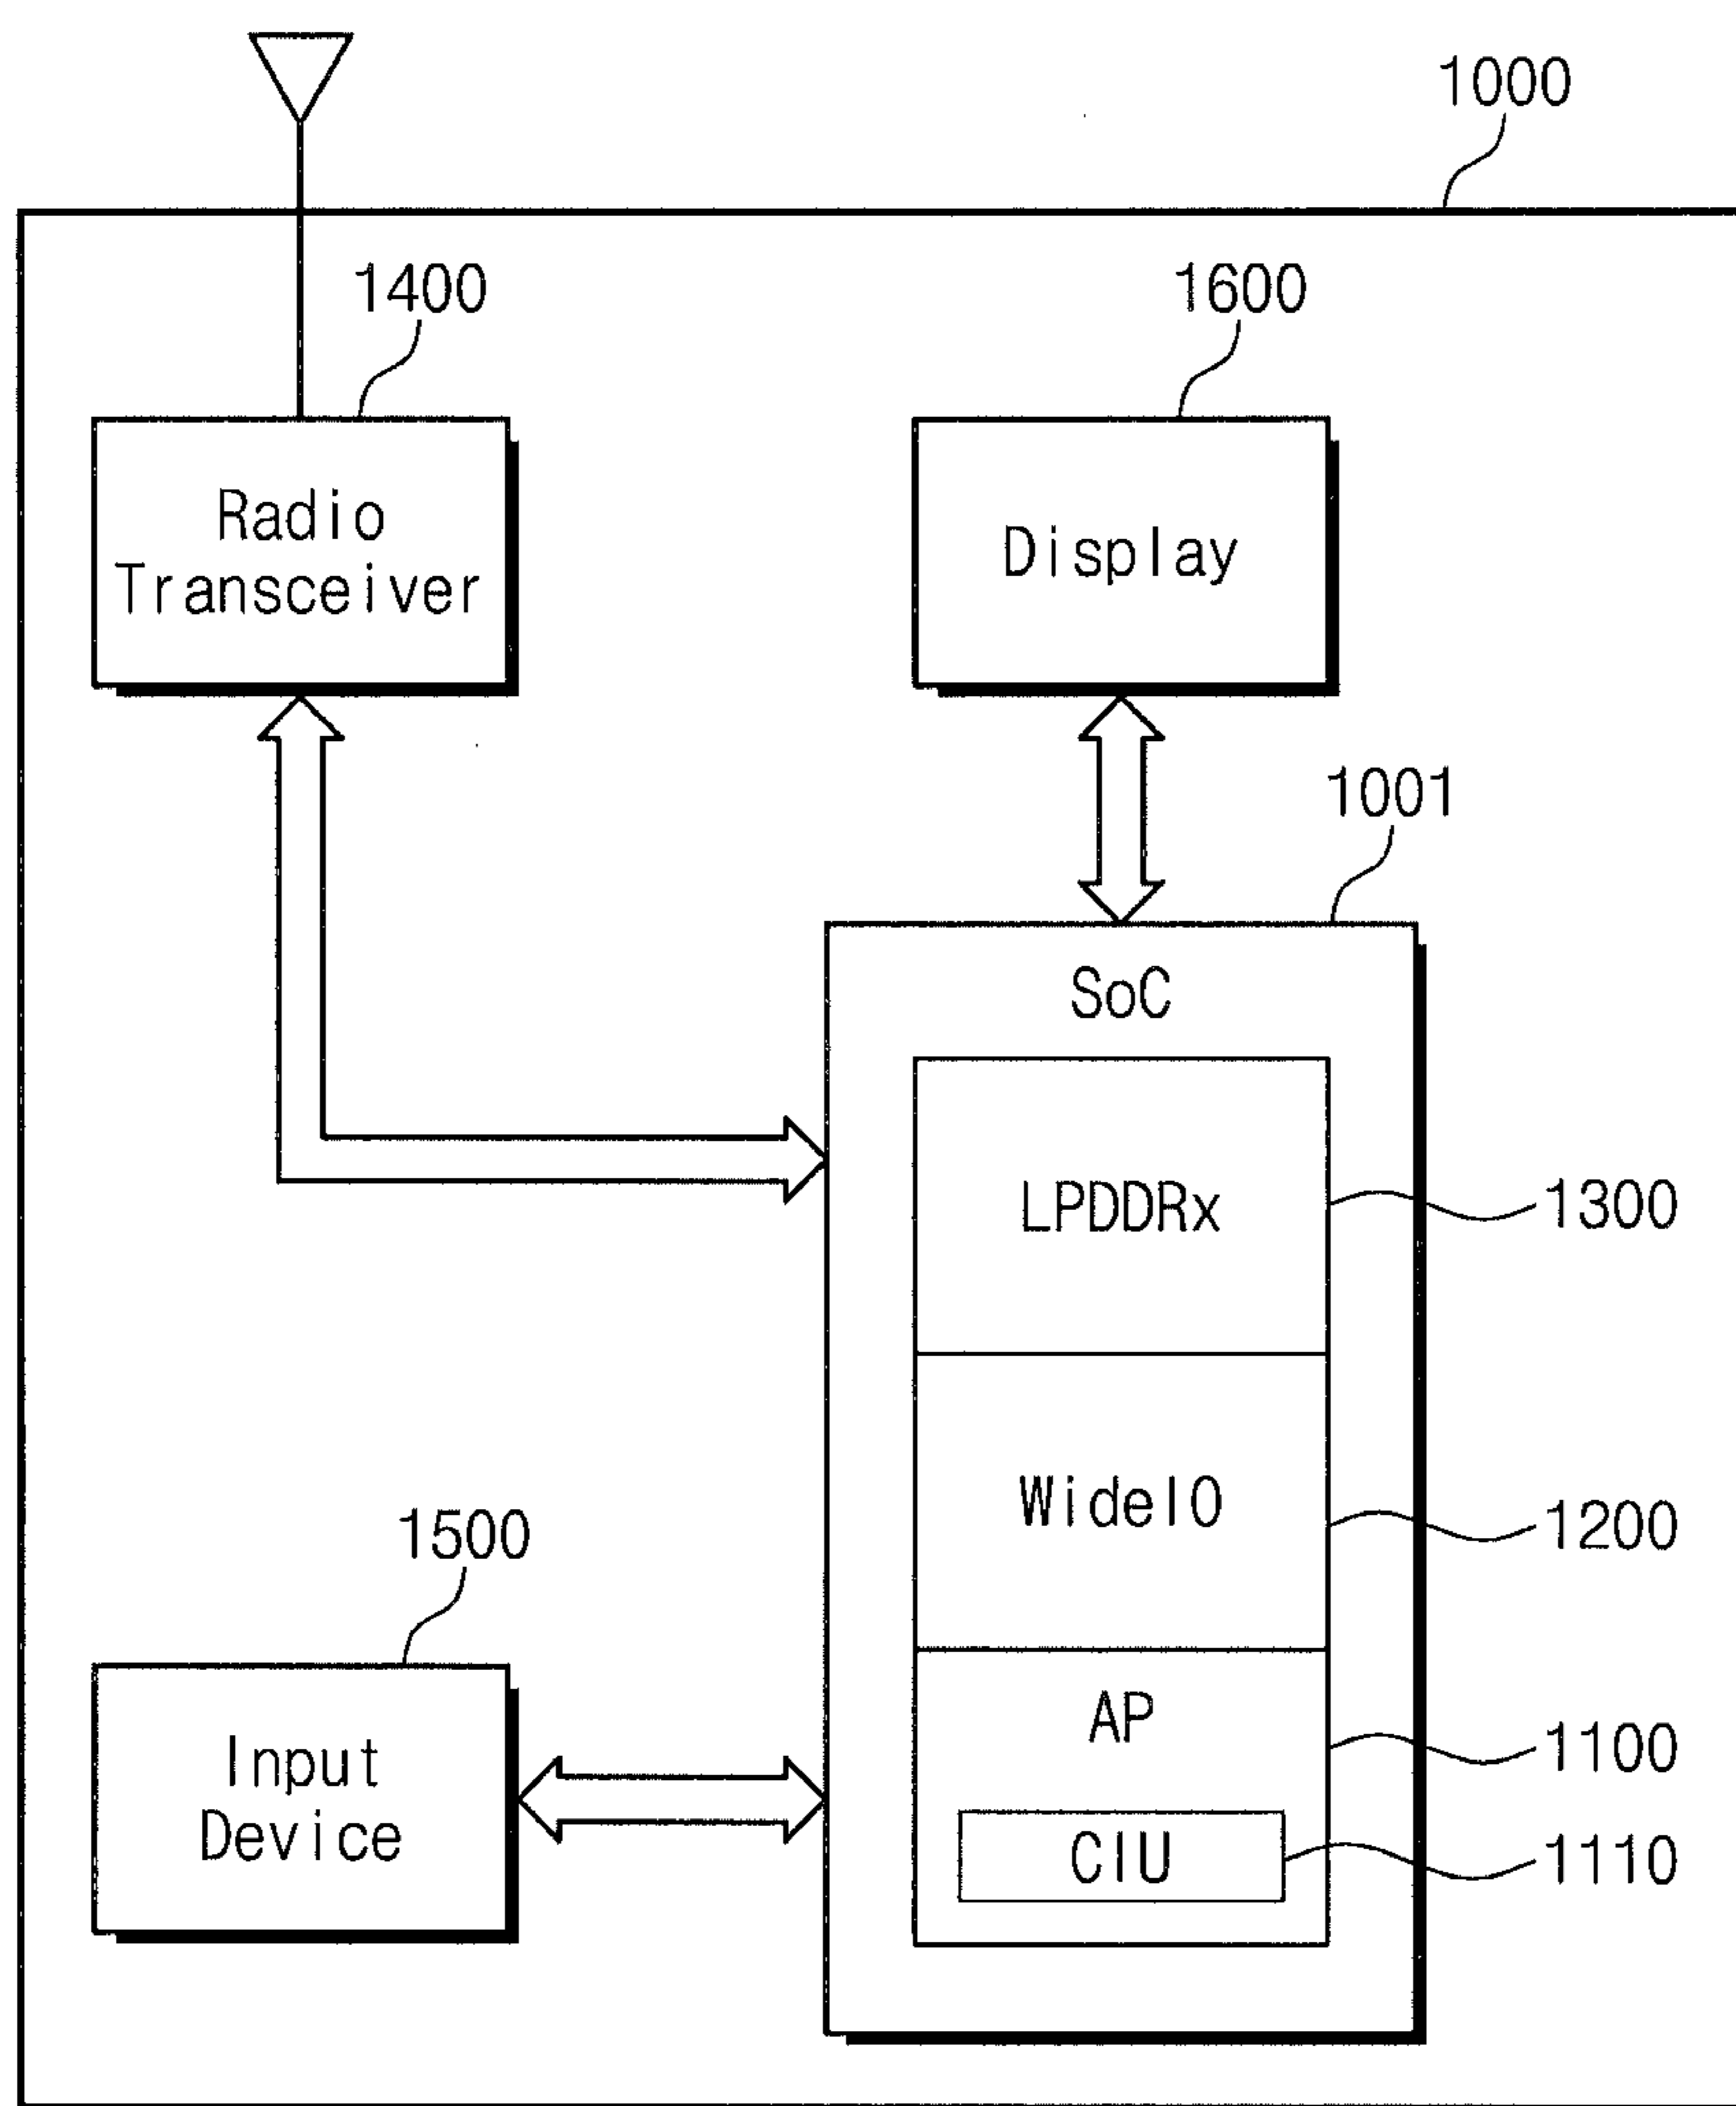 1000
1400
1600
Radio
Transceiver
Display
1001
SoC
LPDDRx
1300
WideIO
1200
1500
Input
Device
AP
1100
CIU
1110